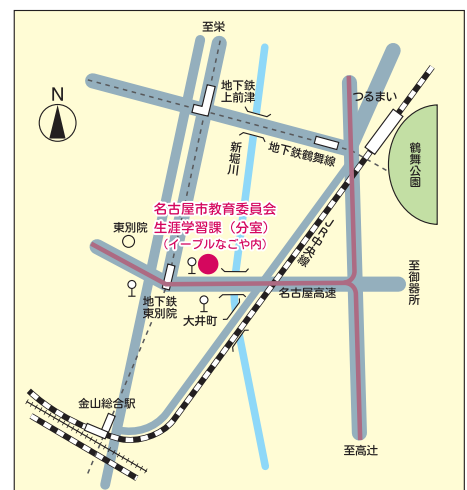 至栄
地下鉄
上前津
つるまい
N
地下鉄鶴舞線
新堀川
鶴舞公園
名古屋市教育委員会
生涯学習課（分室）
（イーブルなごや内）
東別院
JR中央線
至御器所
名古屋高速
地下鉄
東別院
大井町
金山総合駅
至高辻